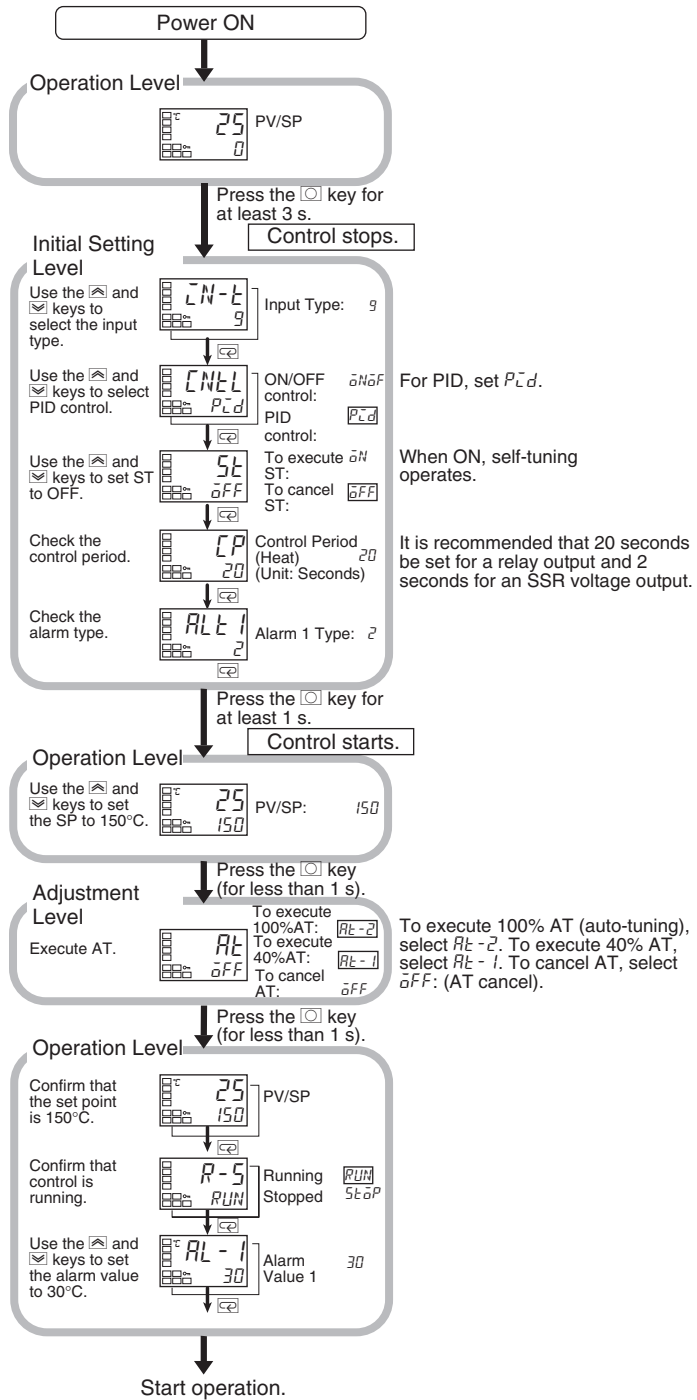 Power ON
Operation Level
℃ 25
0
PV/SP
Press the key for
at least 3 s.
Control stops.
Initial Setting
Level
Use the and
keys to
select the input
type.
iN-t
9
Input Type: 9
Use the and
keys to select
PID control.
CNtL
Pid
ON/OFF
control:
oNoF
PID
control:
Pid
For PID, set Pid.
Use the and
keys to set ST
to OFF.
St
oFF
To execute
ST:
oN
To cancel
ST:
oFF
When ON, self-tuning
operates.
Check the
control period.
CP
20
Control Period
(Heat)
(Unit: Seconds)
20
It is recommended that 20 seconds
be set for a relay output and 2
seconds for an SSR voltage output.
Check the
alarm type.
ALt1
2
Alarm 1 Type: 2
Press the key for
at least 1 s.
Control starts.
Operation Level
Use the and
keys to set
the SP to 150°C.
℃ 25
150
PV/SP: 150
Press the key
(for less than 1 s).
Adjustment
Level
Execute AT.
At
oFF
To execute
100%AT: At-2
To execute
40%AT: At-1
To cancel
AT: oFF
To execute 100% AT (auto-tuning),
select At-2. To execute 40% AT,
select At-1. To cancel AT, select
oFF: (AT cancel).
Press the key
(for less than 1 s).
Operation Level
Confirm that
the set point
is 150°C.
℃ 25
150
PV/SP
Confirm that
control is
running.
R-S
RUN
Running RUN
Stopped StoP
Use the and
keys to set
the alarm value
to 30°C.
℃ AL-1
30
Alarm
Value 1
30
Start operation.